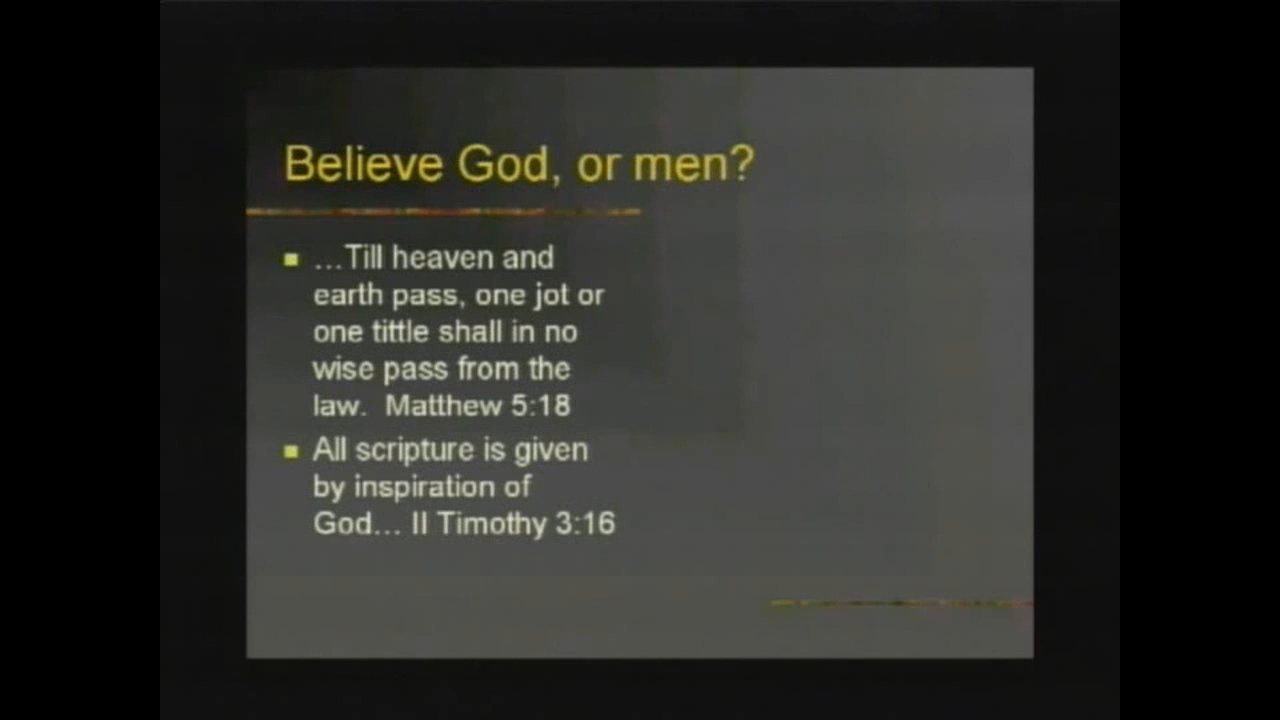 Believe God, or men?
…Till heaven and
earth pass, one jot or
one tittle shall in no
wise pass from the
law.  Matthew 5:18
All scripture is given
by inspiration of
God… II Timothy 3:16